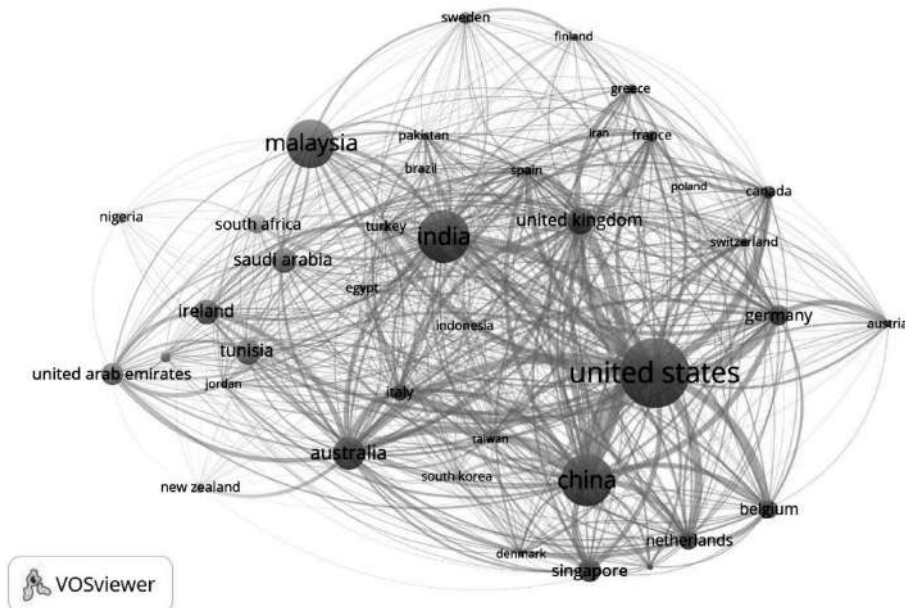 sweden
finland
greece
malaysia
pakistan
iran
france
brazil
spain
poland
canada
nigeria
south africa
turkey
india
united kingdom
switzerland
saudi arabia
egypt
ireland
indonesia
germany
austria
tunisia
united arab emirates
jordan
italy
united states
australia
taiwan
south korea
china
new zealand
belgium
netherlands
denmark
singapore
VOSviewer